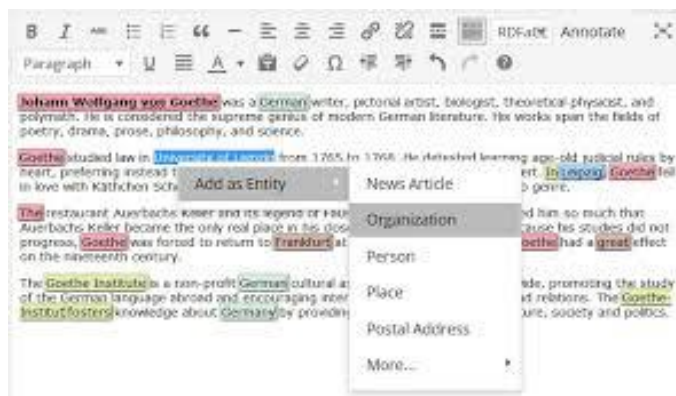 B I ABC “ — RDFaCE Annotate
Paragraph U A Ω
Johann Wolfgang von Goethe was a German writer, pictorial artist, biologist, theoretical physicist, and
polymath. He is considered the supreme genius of modern German literature. His works span the fields of
poetry, drama, prose, philosophy, and science.
Goethe studied law in University of Leipzig from 1765 to 1768. He detested learning age-old judicial rules by
heart, preferring instead ert. In Leipzig, Goethe fell
in love with Käthchen Sch o genre.
Add as Entity
News Article
Organization
Person
Place
Postal Address
More...
The restaurant Auerbachs Keller and its legend of Faus d him so much that
Auerbachs Keller became the only real place in his clos cause his studies did not
progress, Goethe was forced to return to Frankfurt at oethe had a great effect
on the nineteenth century.
The Goethe Institute is a non-profit German cultural as ide, promoting the study
of the German language abroad and encouraging inter d relations. The Goethe-
Institut fosters knowledge about Germany by providing ure, society and politics.